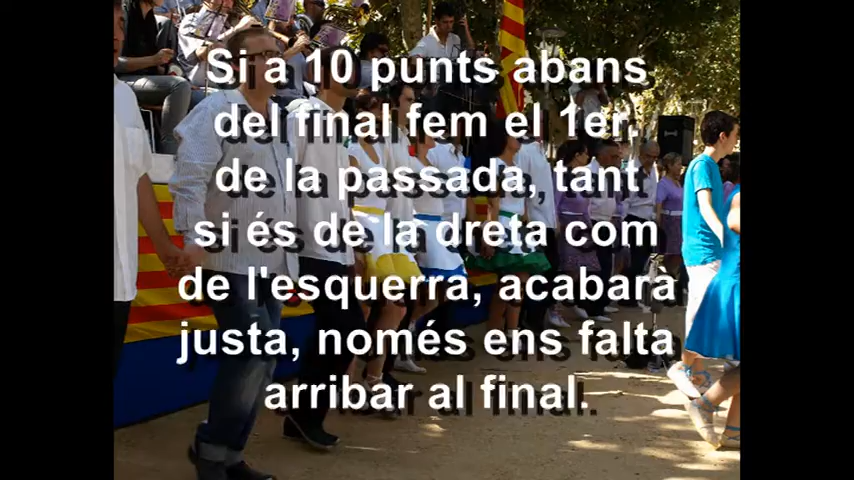 Si a 10 punts abans
del final fem el 1er.
de la passada, tant
si és de la dreta com
de l'esquerra, acabarà
justa, només ens falta
arribar al final.